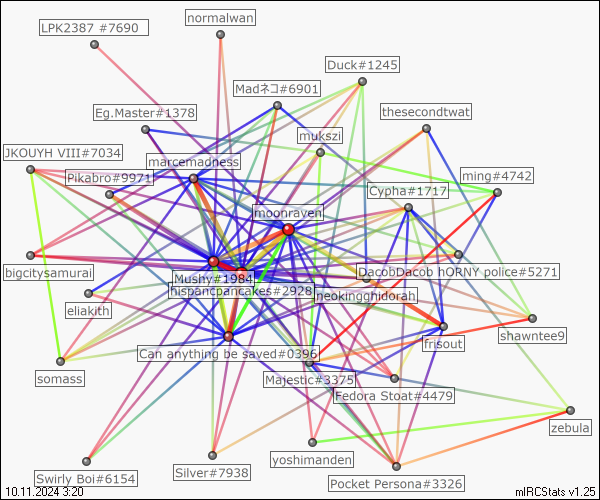 normalwan
LPK2387 #7690
Duck#1245
Madネコ#6901
Eg.Master#1378
thesecondtwat
mukszi
JKOUYH VIII#7034
marcemadness
Pikabro#9971
ming#4742
Cypha#1717
moonraven
bigcitysamurai
Mushy#1984
DacobDacob hORNY police#5271
hispancpancakes#2928
neokingghidorah
eliakith
shawntee9
frisout
Can anything be saved#0396
somass
Majestic#3375
Fedora Stoat#4479
zebula
yoshimanden
Silver#7938
Swirly Boi#6154
Pocket Persona#3326
10.11.2024 3:20
mIRCStats v1.25